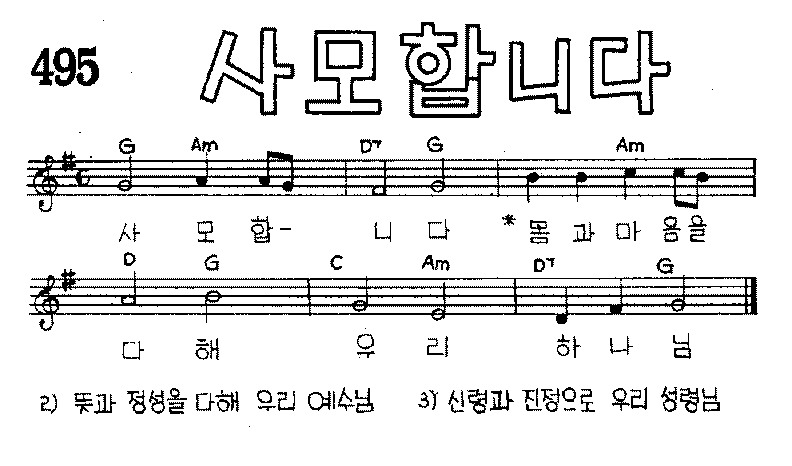 495 사모합니다
G Am D7 G Am
사 모 합- 니 다 *몸 과 마 음을
D G C Am D7 G
다 해 우 리 하 나 님
2) 뜻과 정성을 다해 우리 예수님 3) 신령과 진정으로 우리 성령님